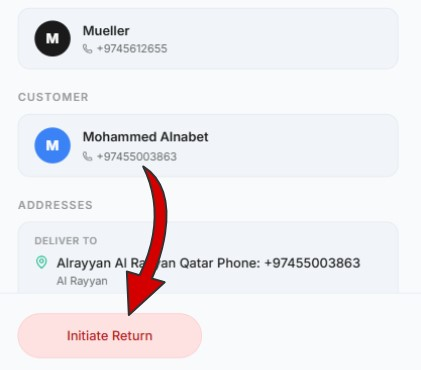 M
Mueller
+9745612655
CUSTOMER
M
Mohammed Alnabet
+97455003863
ADDRESSES
DELIVER TO
Alrayyan Al Rayyan Qatar Phone: +97455003863
Al Rayyan
Initiate Return